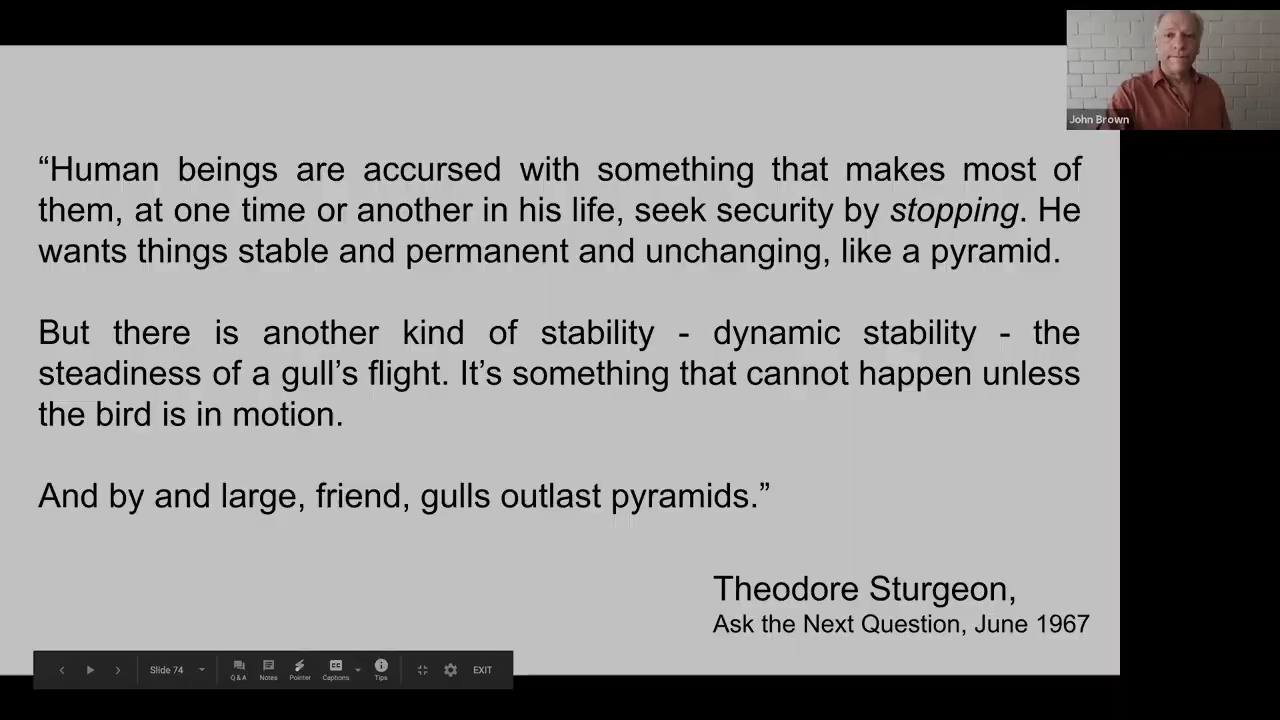 John Brown
“Human beings are accursed with something that makes most of
them, at one time or another in his life, seek security by stopping. He
wants things stable and permanent and unchanging, like a pyramid.
But there is another kind of stability - dynamic stability - the
steadiness of a gull’s flight. It’s something that cannot happen unless
the bird is in motion.
And by and large, friend, gulls outlast pyramids.”
Theodore Sturgeon,
Ask the Next Question, June 1967
Slide 74
Q & A
Notes
Pointer
CC
Captions
Tips
EXIT